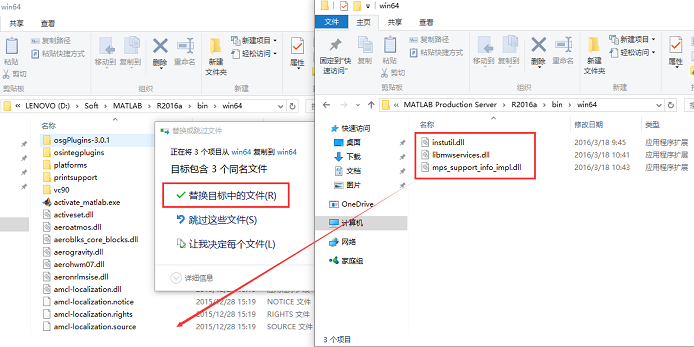 win64
共享 查看
复制路径
粘贴快捷方式
粘贴
剪切
移动到 复制到 删除 重命名
新建文件夹
新建项目
轻松访问
属性
LENOVO (D:) > Soft > MATLAB > R2016a > bin > win64
名称
osgPlugins-3.0.1
osintegplugins
platforms
printsupport
vc90
activate_matlab.exe
activeset.dll
aeroatmos.dll
aeroblks_core_blocks.dll
aerogravity.dll
aerohwm07.dll
aeronrlmsise.dll
amcl-localization.dll
amcl-localization.notice 2015/12/28 15:19 NOTICE 文件
amcl-localization.rights 2015/12/28 15:19 RIGHTS 文件
amcl-localization.source 2015/12/28 15:19 SOURCE 文件
替换或跳过文件
正在将 3 个项目从 win64 复制到 win64
目标包含 3 个同名文件
替换目标中的文件(R)
跳过这些文件(S)
让我决定每个文件(L)
详细信息
win64
文件 主页 共享 查看
固定到"快速访问"
复制
粘贴
复制路径
粘贴快捷方式
剪切
移动到 复制到 删除 重命名
新建文件夹
新建项目
轻松访问
属性
MATLAB Production Server > R2016a > bin > win64
快速访问
桌面
下载
文档
图片
OneDrive
计算机
网络
家庭组
名称 修改日期 类型
instutil.dll 2016/3/18 9:45 应用程序扩展
libmwservices.dll 2016/3/18 10:41 应用程序扩展
mps_support_info_impl.dll 2016/3/18 10:43 应用程序扩展
3 个项目